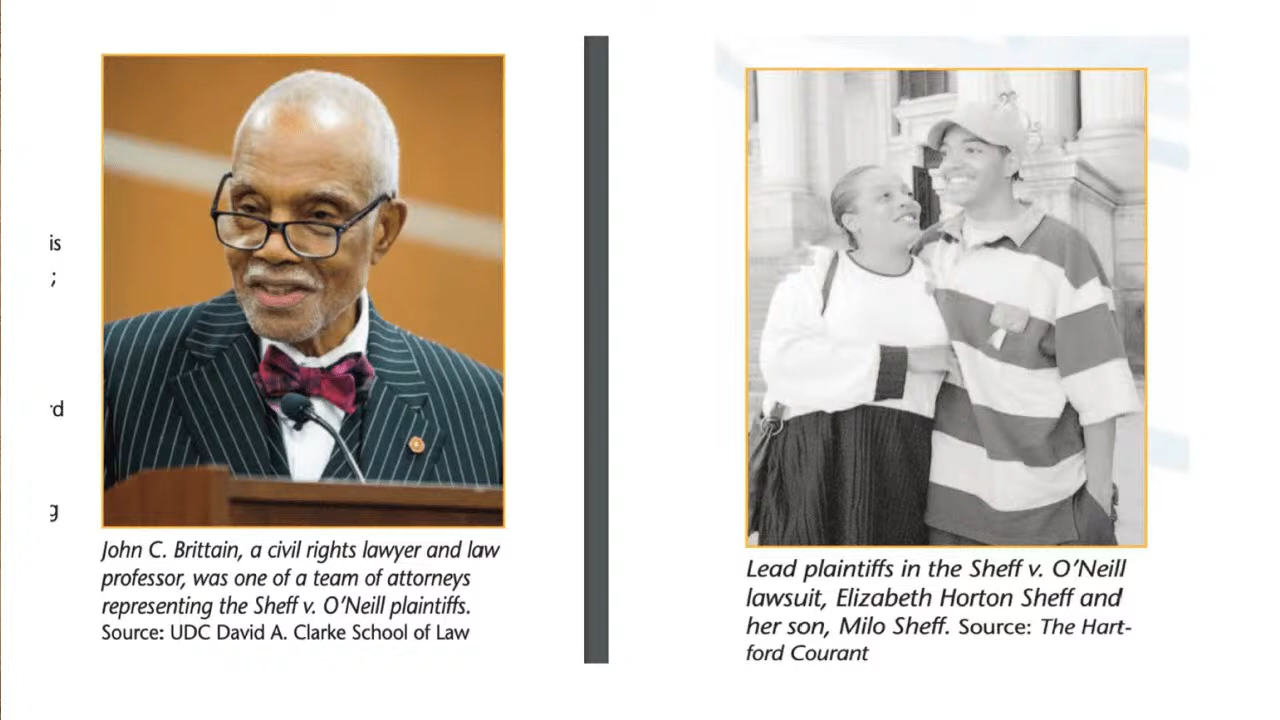 is
;
rd
g
John C. Brittain, a civil rights lawyer and law
professor, was one of a team of attorneys
representing the Sheff v. O'Neill plaintiffs.
Source: UDC David A. Clarke School of Law
Lead plaintiffs in the Sheff v. O'Neill
lawsuit, Elizabeth Horton Sheff and
her son, Milo Sheff. Source: The Hart-
ford Courant